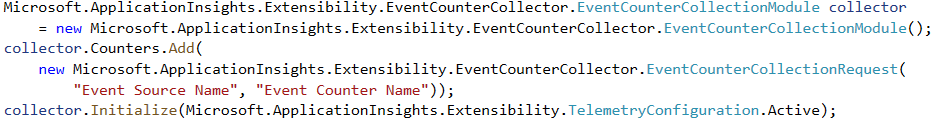 Microsoft.ApplicationInsights.Extensibility.EventCounterCollector.EventCounterCollectionModule collector
= new Microsoft.ApplicationInsights.Extensibility.EventCounterCollector.EventCounterCollectionModule();
collector.Counters.Add(
new Microsoft.ApplicationInsights.Extensibility.EventCounterCollector.EventCounterCollectionRequest(
"Event Source Name", "Event Counter Name"));
collector.Initialize(Microsoft.ApplicationInsights.Extensibility.TelemetryConfiguration.Active);